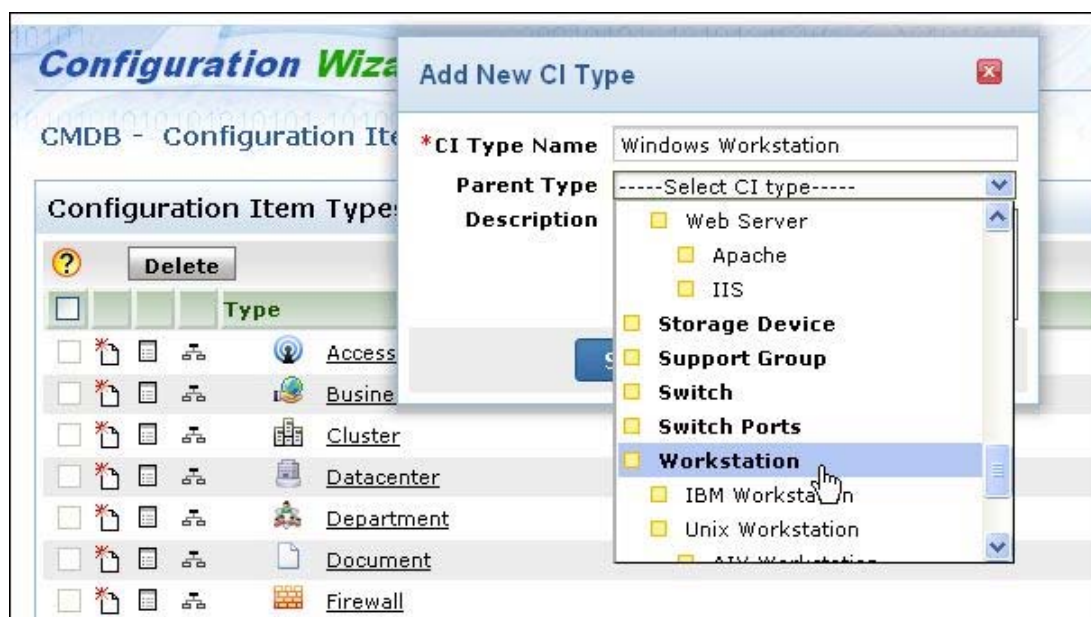 Configuration Wiza
CMDB - Configuration Ite
Configuration Item Type
Delete
Type
Access
Busine
Cluster
Datacenter
Department
Document
Firewall
Add New CI Type
*CI Type Name Windows Workstation
Parent Type -----Select CI type-----
Description
Web Server
Apache
IIS
Storage Device
Support Group
Switch
Switch Ports
Workstation
IBM Workstation
Unix Workstation
AIX Workstation